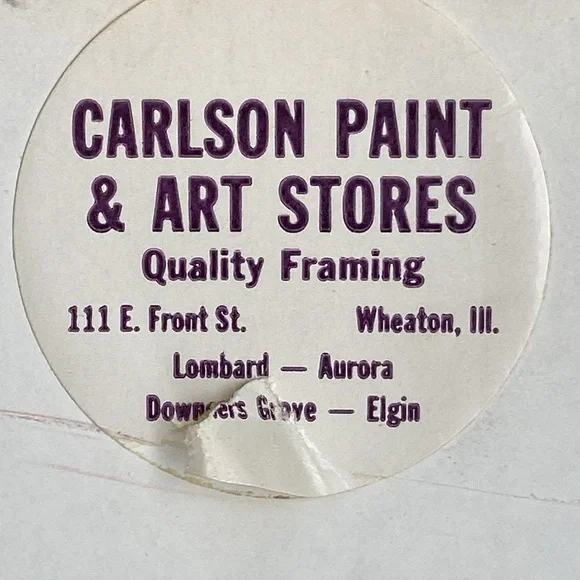 CARLSON PAINT
& ART STORES
Quality Framing
111 E. Front St. Wheaton, Ill.
Lombard — Aurora
Downers Grove — Elgin